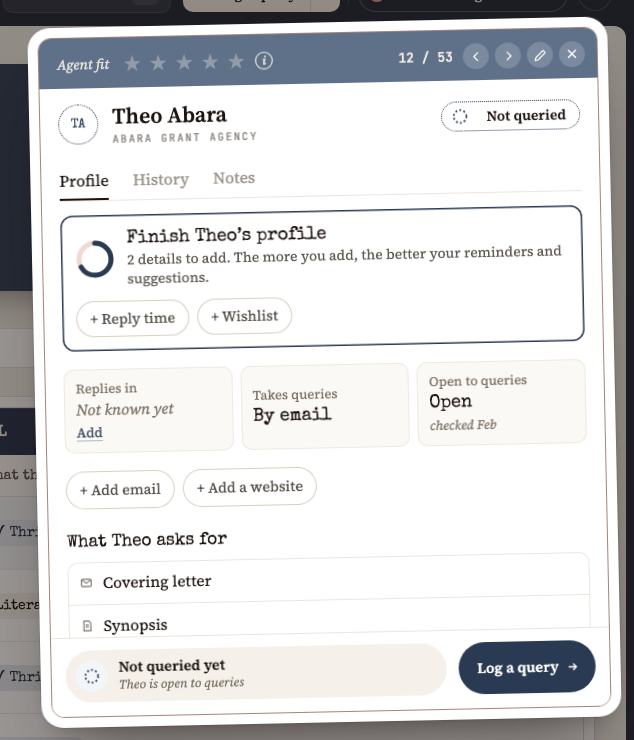 Agent fit
12 / 53
TA
Theo Abara
ABARA GRANT AGENCY
Not queried
Profile History Notes
Finish Theo's profile
2 details to add. The more you add, the better your reminders and
suggestions.
+ Reply time + Wishlist
Replies in
Not known yet
Add
Takes queries
By email
Open to queries
Open
checked Feb
+ Add email + Add a website
What Theo asks for
Covering letter
Synopsis
Not queried yet
Theo is open to queries
Log a query →